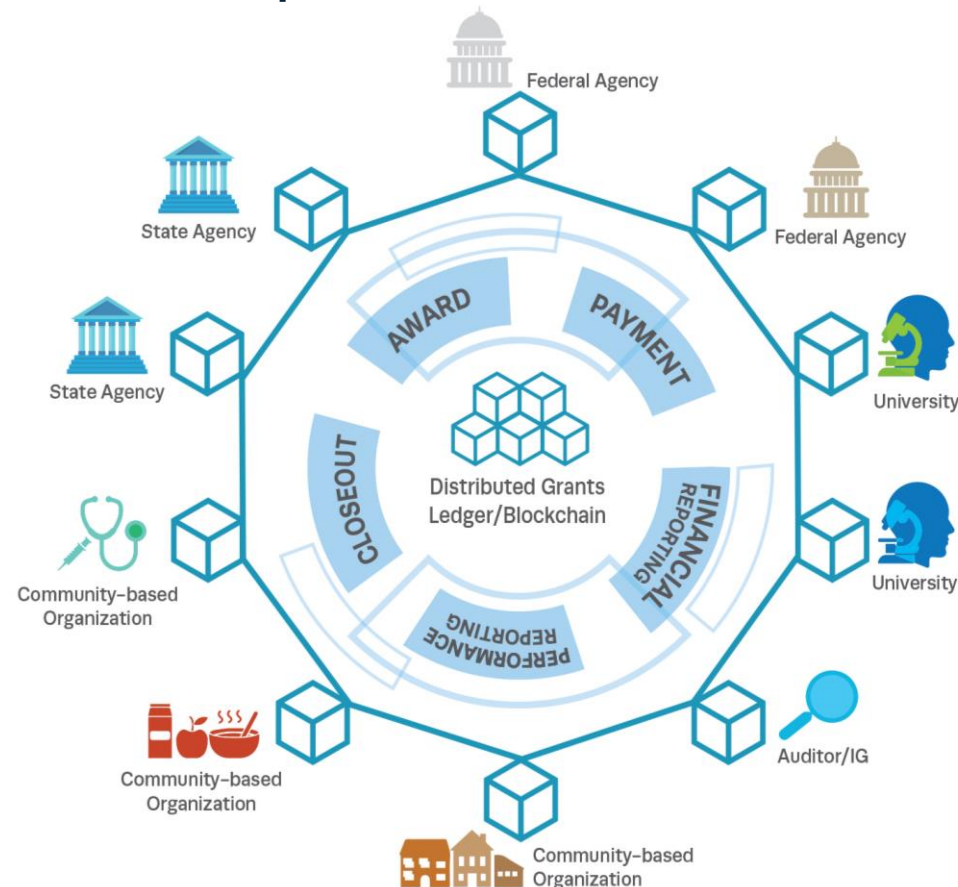 Federal Agency
Federal Agency
State Agency
State Agency
University
University
AWARD
PAYMENT
FINANCIAL
REPORTING
PERFORMANCE
REPORTING
CLOSEOUT
Distributed Grants
Ledger/Blockchain
Community-based
Organization
Community-based
Organization
Community-based
Organization
Auditor/IG